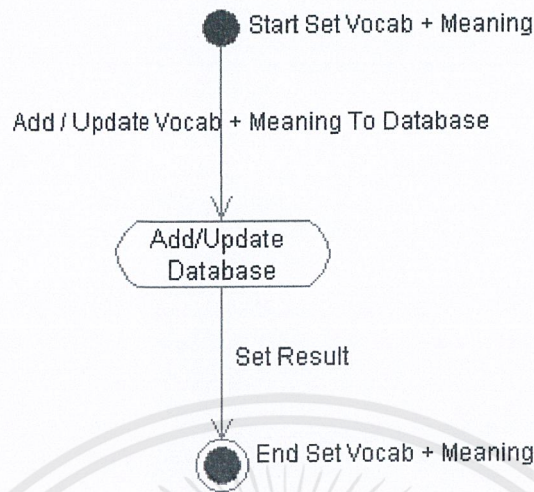 Start Set Vocab + Meaning
Add / Update Vocab + Meaning To Database
Add/Update
Database
Set Result
End Set Vocab + Meaning